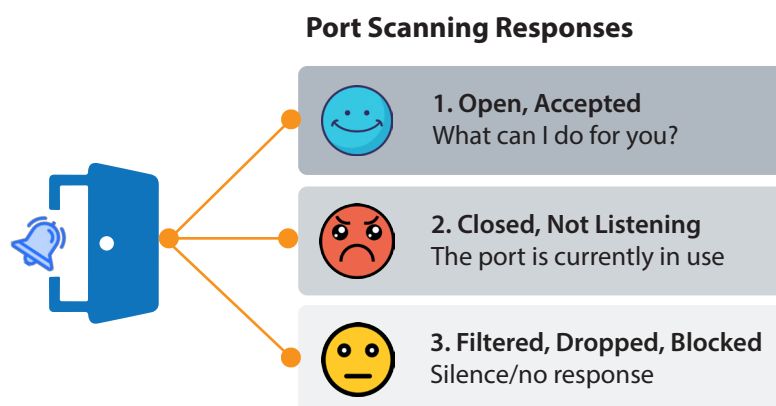 Port Scanning Responses
1. Open, Accepted
What can I do for you?
2. Closed, Not Listening
The port is currently in use
3. Filtered, Dropped, Blocked
Silence/no response